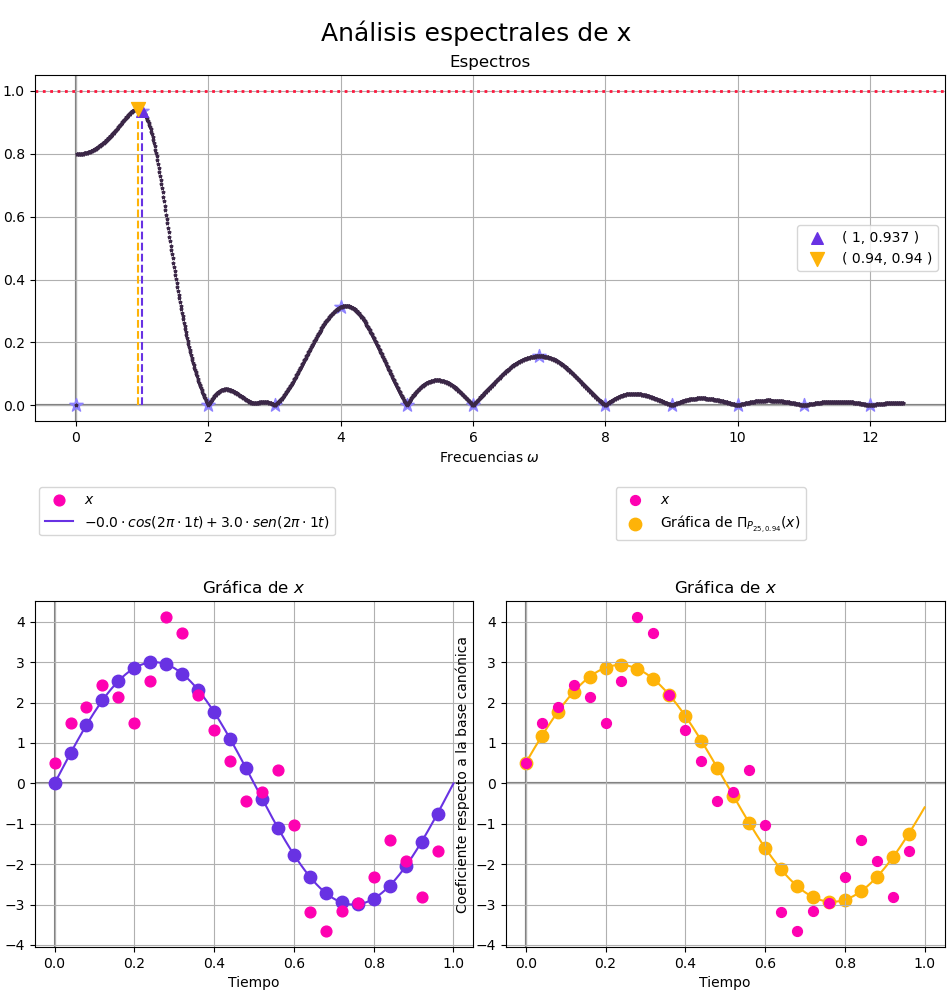 Análisis espectrales de x
Espectros
1.0
0.8
0.6
0.4
0.2
0.0
( 1, 0.937 )
( 0.94, 0.94 )
0 2 4 6 8 10 12
Frecuencias ω
x
−0.0 · cos(2π · 1t) + 3.0 · sen(2π · 1t)
x
Gráfica de Π_{P_{25,0.94}}(x)
Gráfica de x
4
3
2
1
0
−1
−2
−3
−4
0.0 0.2 0.4 0.6 0.8 1.0
Tiempo
Gráfica de x
Coeficiente respecto a la base canónica
4
3
2
1
0
−1
−2
−3
−4
0.0 0.2 0.4 0.6 0.8 1.0
Tiempo